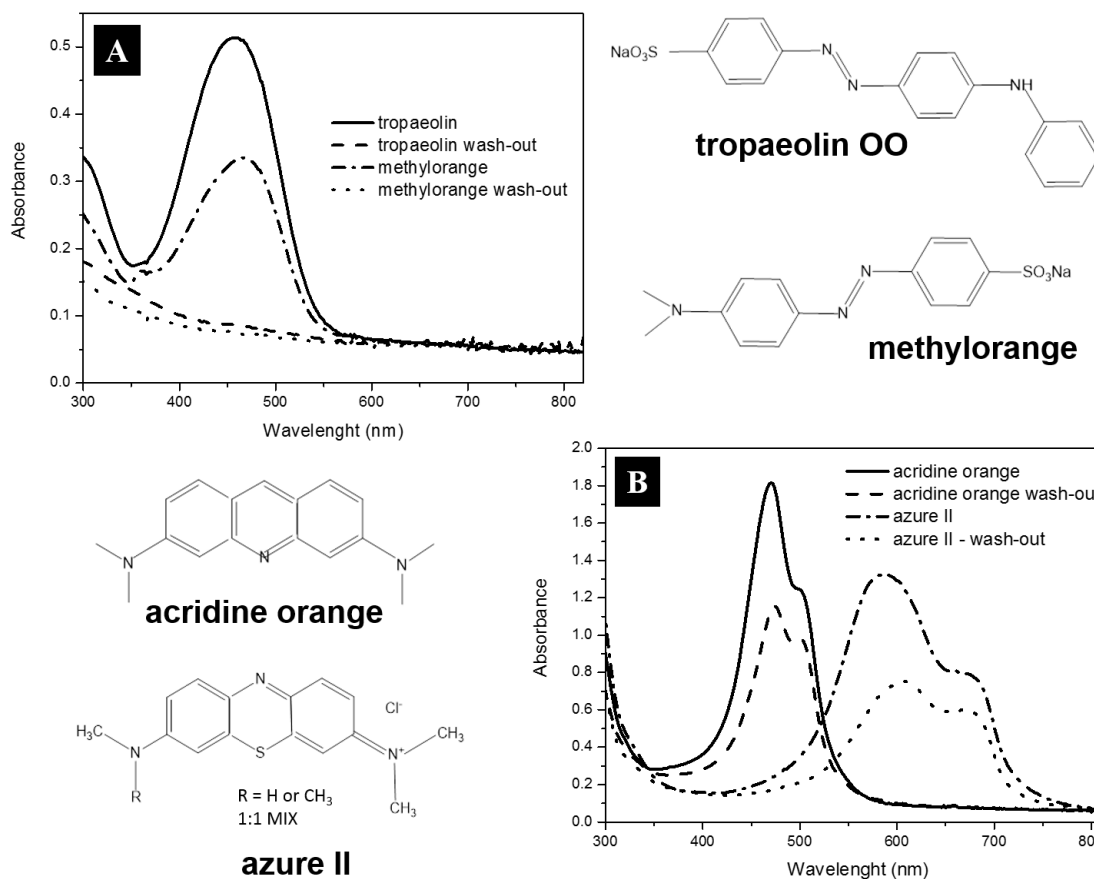 A
0.5
0.4
0.3
0.2
0.1
0.0
Absorbance
tropaeolin
tropaeolin wash-out
methylorange
methylorange wash-out
300 400 500 600 700 800
Wavelenght (nm)
NaO3S
N
N
NH
tropaeolin OO
N
N
N
SO3Na
methylorange
N
N
N
acridine orange
N
Cl-
H3C
N
S
N+
CH3
R
CH3
R = H or CH3
1:1 MIX
azure II
B
2.0
1.8
1.6
1.4
1.2
1.0
0.8
0.6
0.4
0.2
0.0
Absorbance
acridine orange
acridine orange wash-out
azure II
azure II - wash-out
300 400 500 600 700 800
Wavelenght (nm)